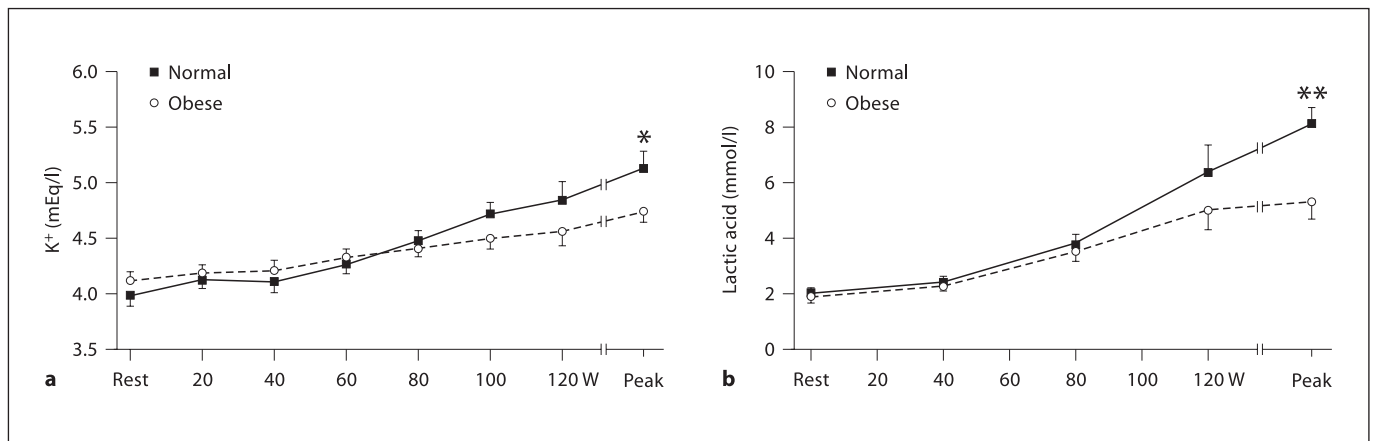 6.0
5.5
5.0
4.5
4.0
3.5
K+ (mEq/l)
Normal
Obese
*
a
Rest 20 40 60 80 100 120 W Peak
10
8
6
4
2
0
Lactic acid (mmol/l)
Normal
Obese
**
b
Rest 20 40 60 80 100 120 W Peak